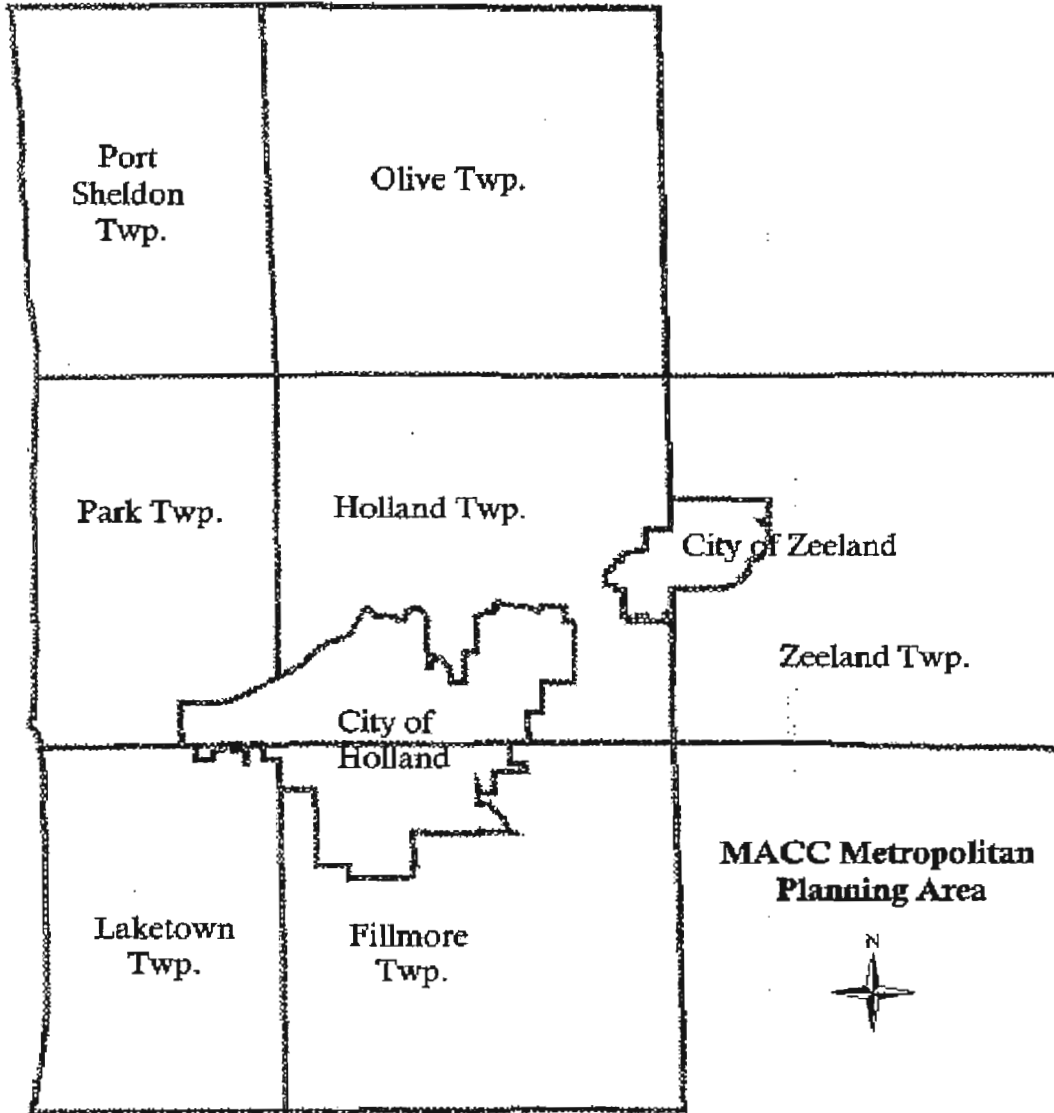 Port
Sheldon
Twp.
Olive Twp.
Park Twp.
Holland Twp.
City of Zeeland
Zeeland Twp.
City of
Holland
MACC Metropolitan
Planning Area
Laketown
Twp.
Fillmore
Twp.
N